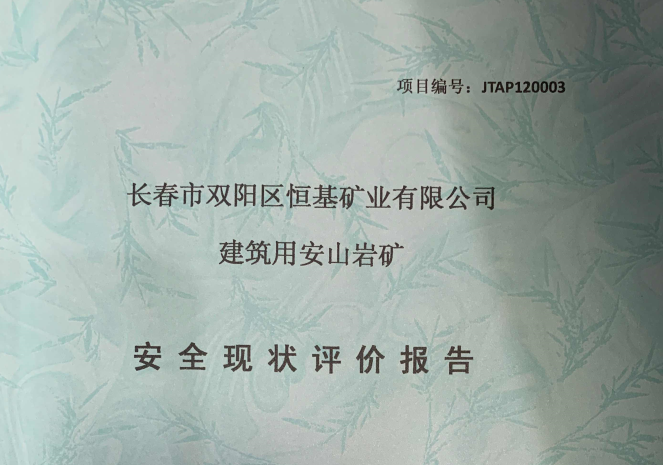 项目编号：JTAP120003
长春市双阳区恒基矿业有限公司
建筑用安山岩矿
安全现状评价报告